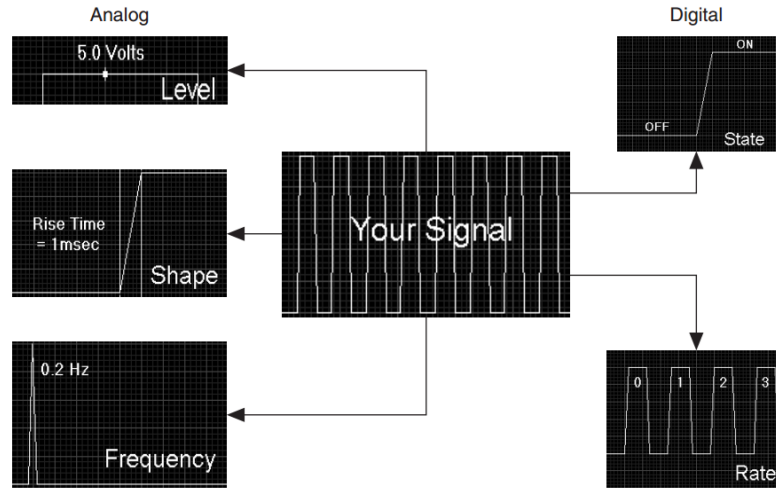 Analog
Digital
5.0 Volts
Level
ON
OFF
State
Your Signal
Rise Time
= 1msec
Shape
0.2 Hz
Frequency
0 1 2 3
Rate